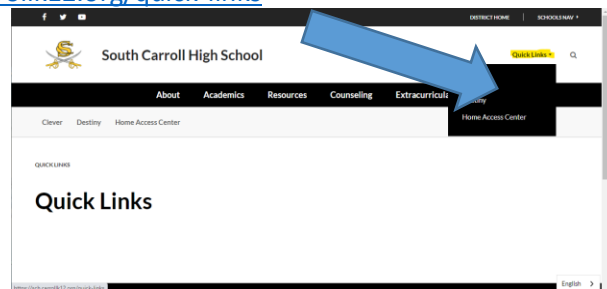 DISTRICT HOME SCHOOLS NAV
South Carroll High School
Quick Links
About Academics Resources Counseling
Home Access Center
Clever Destiny Home Access Center
QUICK LINKS
Quick Links
English